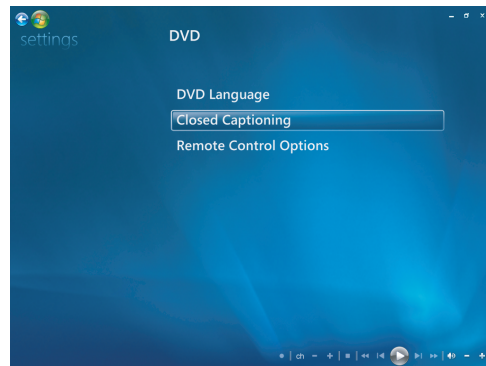 settings
DVD
DVD Language
Closed Captioning
Remote Control Options
ch